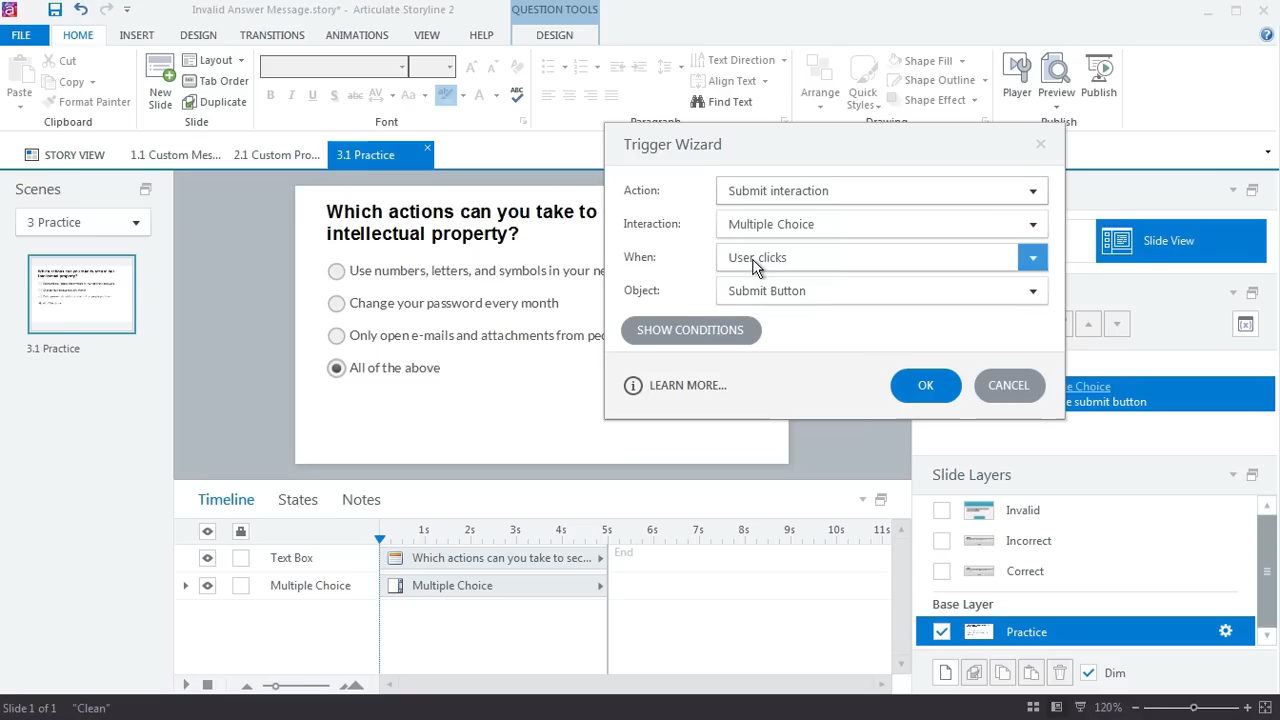 Invalid Answer Message.story* - Articulate Storyline 2
QUESTION TOOLS
FILE
HOME
INSERT
DESIGN
TRANSITIONS
ANIMATIONS
VIEW
HELP
DESIGN
Paste
Cut
Copy
Format Painter
Clipboard
New
Slide
Layout
Tab Order
Duplicate
Slide
Font
Text Direction
Align Text
Find Text
Paragraph
Arrange
Quick
Styles
Shape Fill
Shape Outline
Shape Effect
Drawing
Player
Preview
Publish
Publish
STORY VIEW
1.1 Custom Mes...
2.1 Custom Pro...
3.1 Practice
Scenes
3 Practice
3.1 Practice
Which actions can you take to
intellectual property?
Use numbers, letters, and symbols in your ne
Change your password every month
Only open e-mails and attachments from pec
All of the above
Trigger Wizard
Action:
Submit interaction
Interaction:
Multiple Choice
When:
User clicks
Object:
Submit Button
SHOW CONDITIONS
LEARN MORE...
OK
CANCEL
Slide View
e Choice
e submit button
Timeline
States
Notes
1s 2s 3s 4s 5s 6s 7s 8s 9s 10s 11s
Text Box
Which actions can you take to sec...
End
Multiple Choice
Multiple Choice
Slide Layers
Invalid
Incorrect
Correct
Base Layer
Practice
Dim
Slide 1 of 1
"Clean"
120%